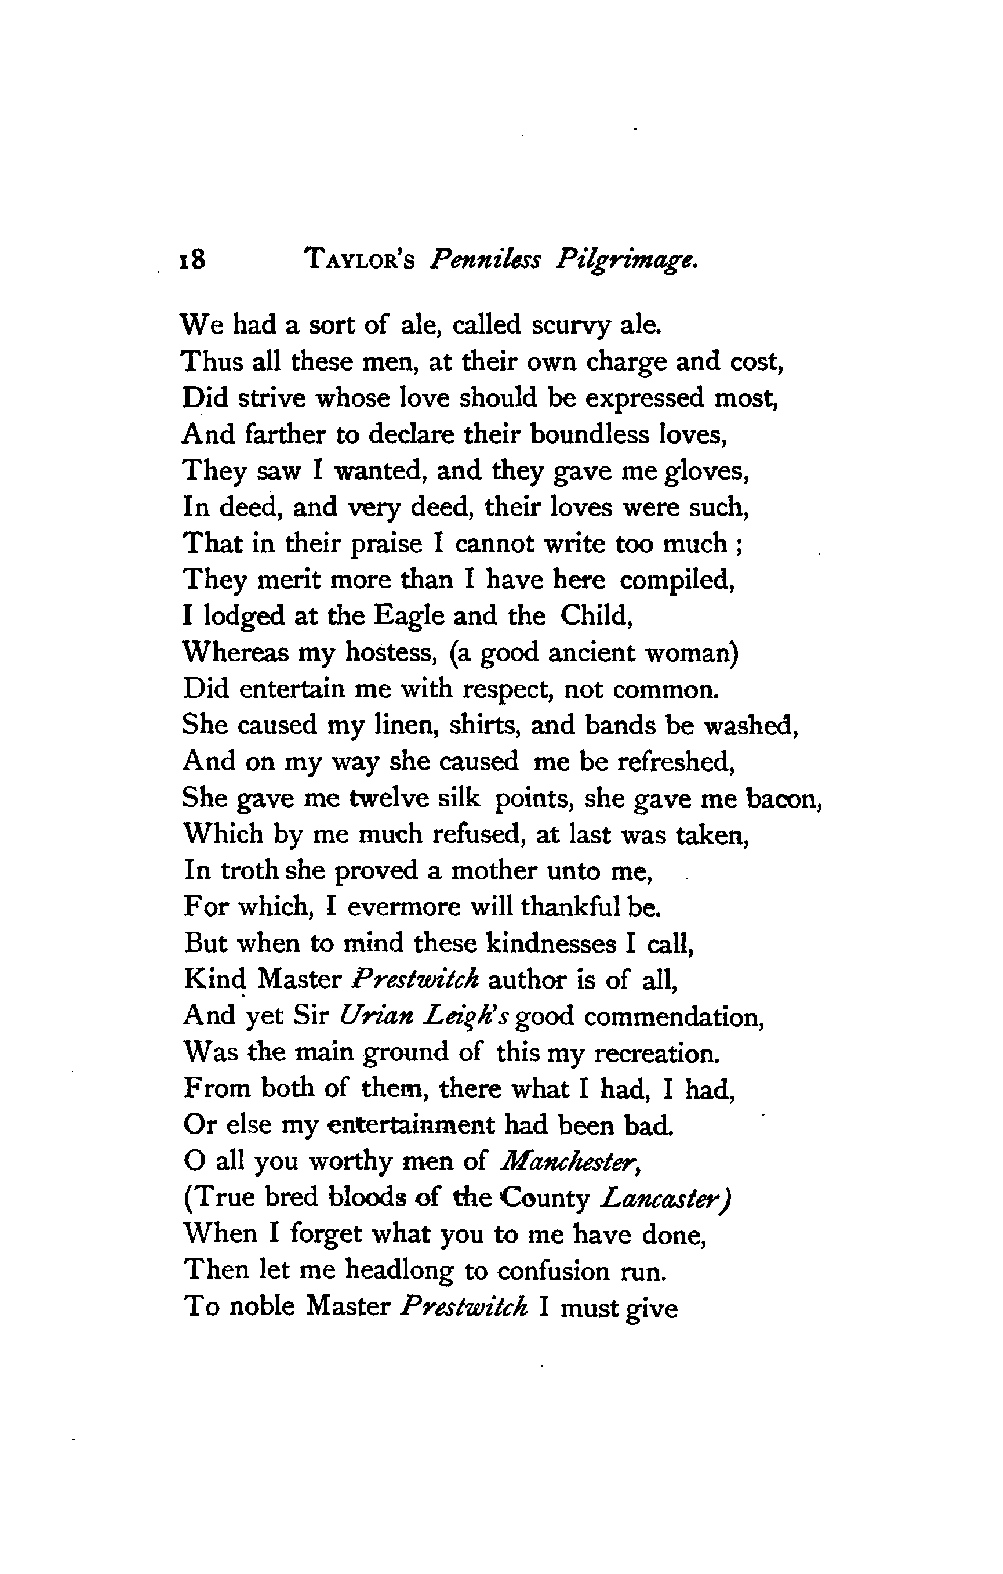 18 TAYLOR'S Penniless Pilgrimage.
We had a sort of ale, called scurvy ale.
Thus all these men, at their own charge and cost,
Did strive whose love should be expressed most,
And farther to declare their boundless loves,
They saw I wanted, and they gave me gloves,
In deed, and very deed, their loves were such,
That in their praise I cannot write too much ;
They merit more than I have here compiled,
I lodged at the Eagle and the Child,
Whereas my hostess, (a good ancient woman)
Did entertain me with respect, not common.
She caused my linen, shirts, and bands be washed,
And on my way she caused me be refreshed,
She gave me twelve silk points, she gave me bacon,
Which by me much refused, at last was taken,
In troth she proved a mother unto me,
For which, I evermore will thankful be.
But when to mind these kindnesses I call,
Kind Master Prestwitch author is of all,
And yet Sir Urian Leigh's good commendation,
Was the main ground of this my recreation.
From both of them, there what I had, I had,
Or else my entertainment had been bad.
O all you worthy men of Manchester,
(True bred bloods of the County Lancaster)
When I forget what you to me have done,
Then let me headlong to confusion run.
To noble Master Prestwitch I must give